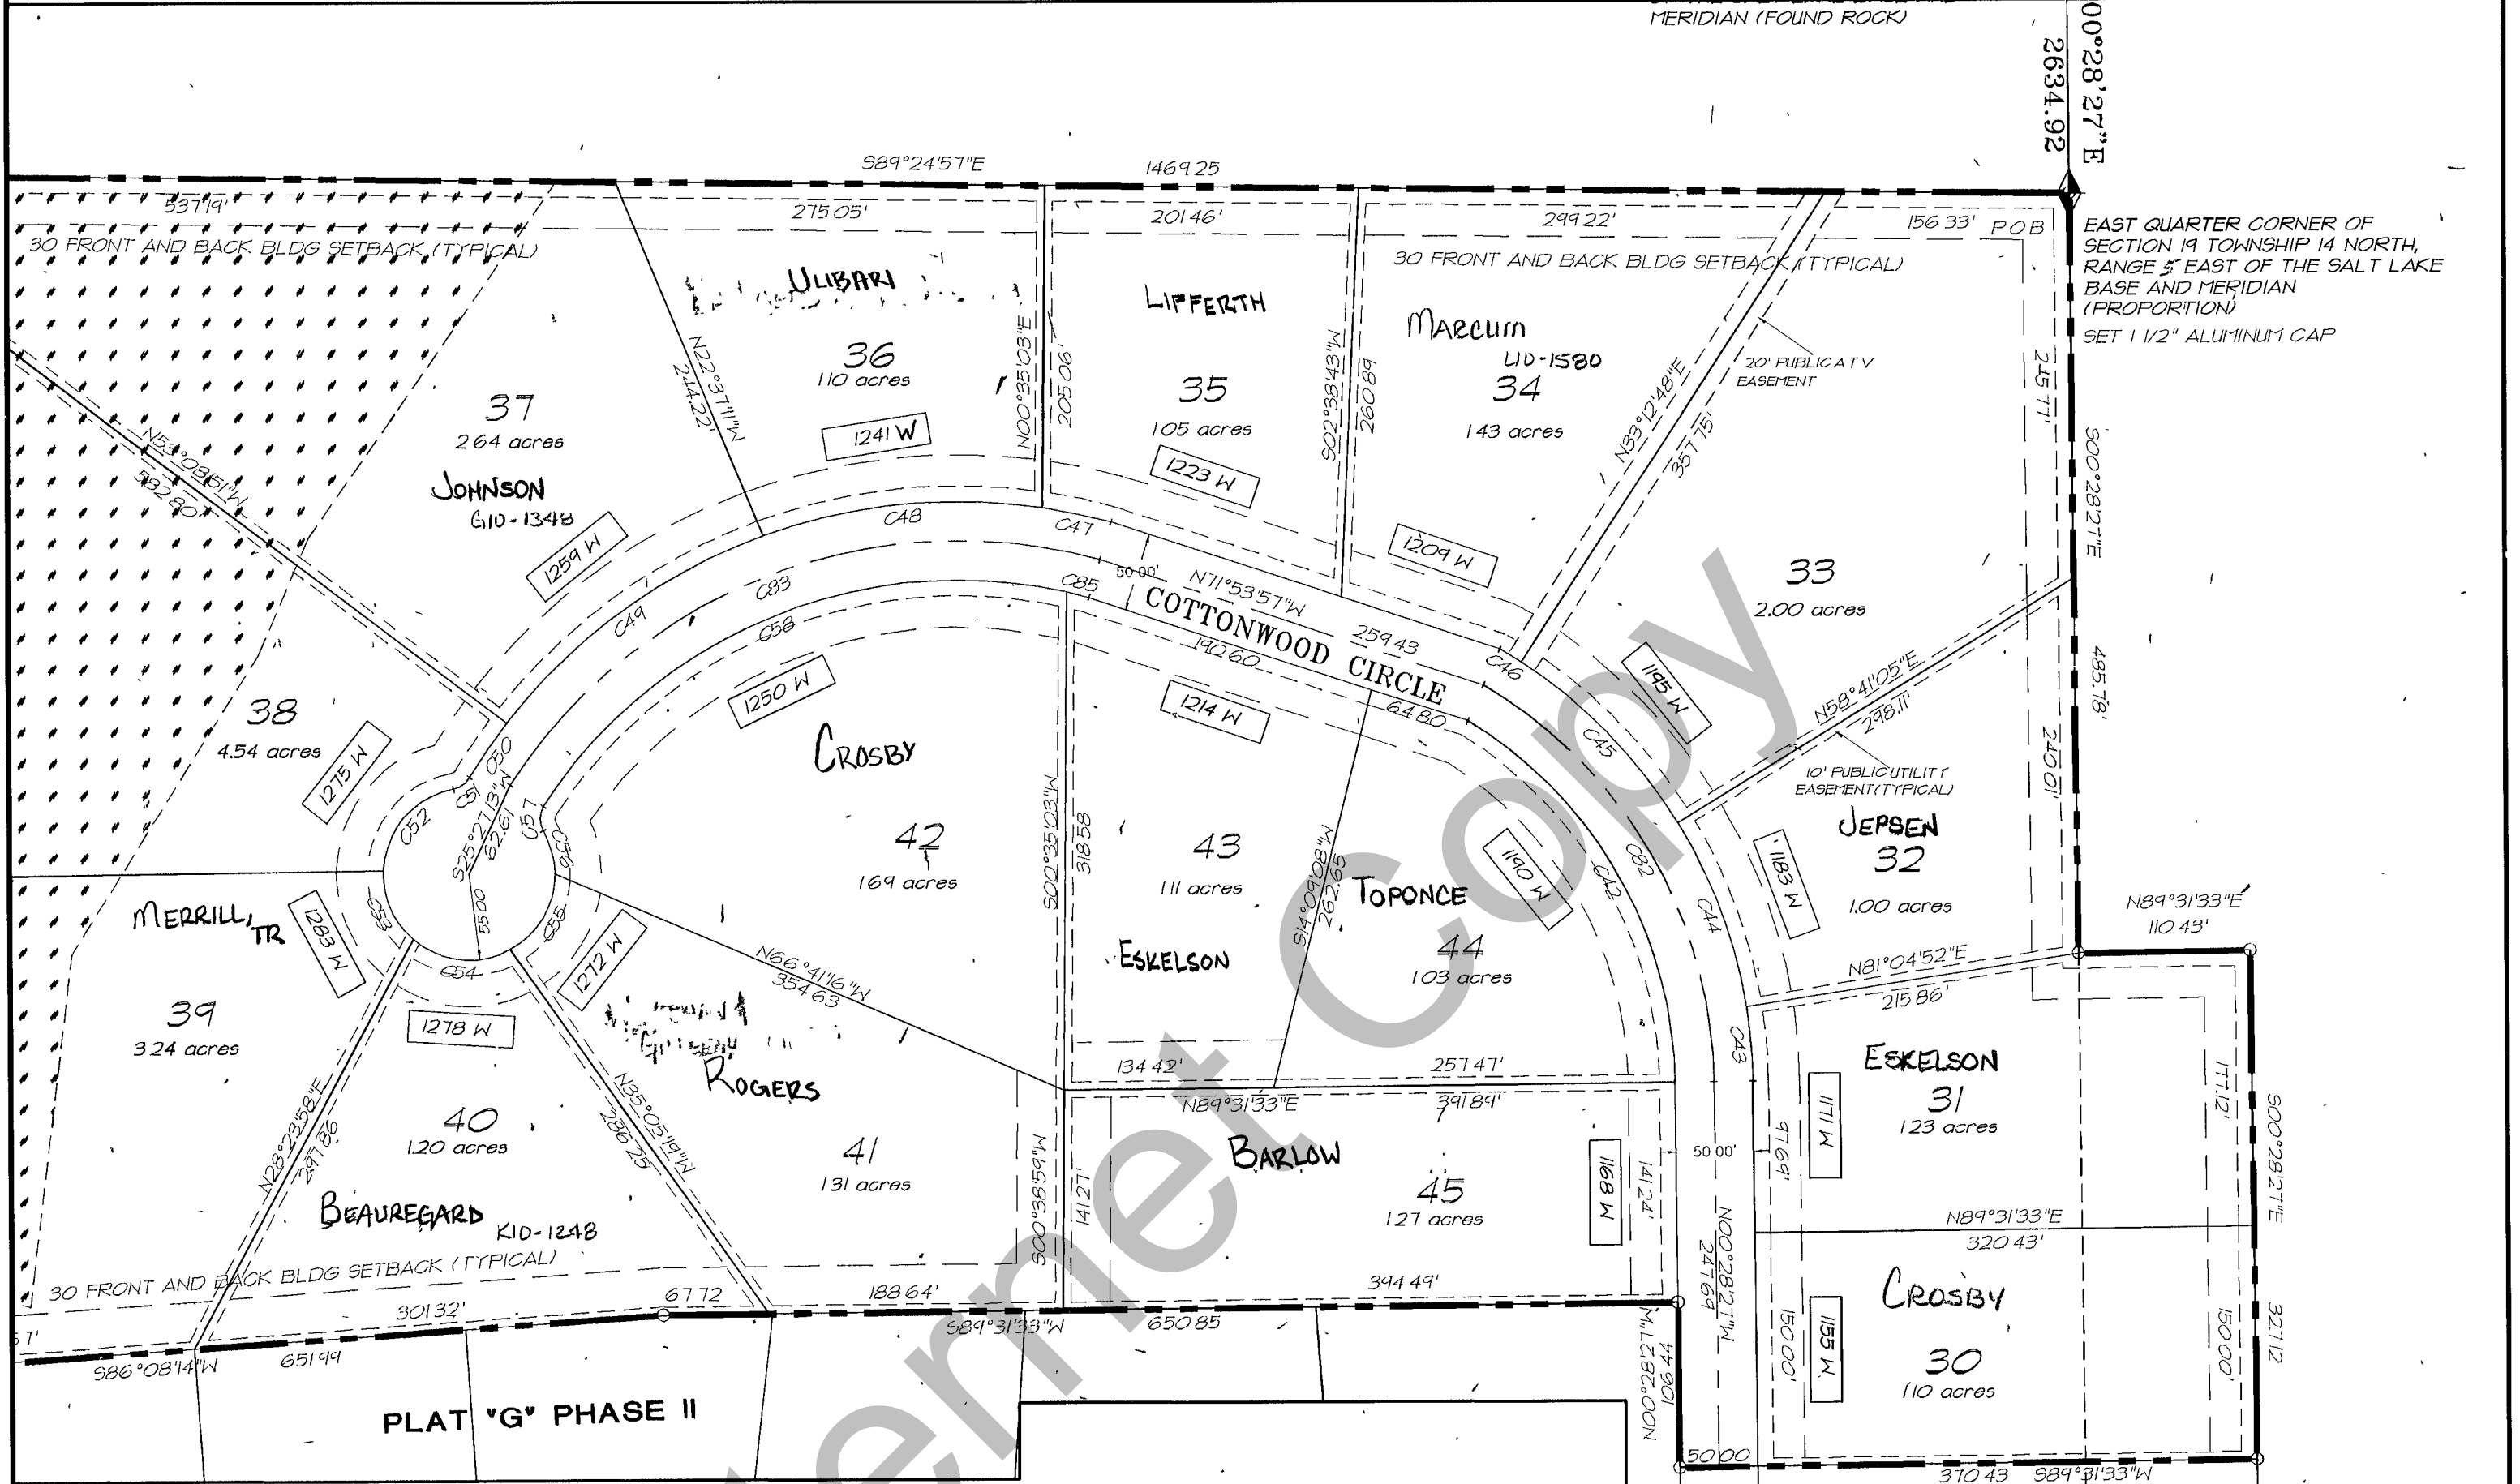 MERIDIAN (FOUND ROCK)
00°28'27"E
2634.92
S89°24'57"E
1469 25
537 19'
275 05'
201 46'
299 22'
156 33'
P O B
30 FRONT AND BACK BLDG SETBACK (TYPICAL)
30 FRONT AND BACK BLDG SETBACK (TYPICAL)
EAST QUARTER CORNER OF
SECTION 19 TOWNSHIP 14 NORTH,
RANGE 5 EAST OF THE SALT LAKE
BASE AND MERIDIAN
(PROPORTION)
SET 1 1/2" ALUMINUM CAP
ULIBARI
36
1 10 acres
1241 W
N22°37'11"W
244.22'
N00°35'03"E
205 06'
LIFFERTH
35
1 05 acres
1223 W
S02°38'43"W
260 89
MARCUM
LID-1580
34
1 43 acres
1209 W
N33°12'48"E
357 75'
20' PUBLIC ATV
EASEMENT
245 77'
S00°28'27"E
485.78'
37
2 64 acres
JOHNSON
G10-1348
1259 W
N53°08'51"W
582 80
C48
C47
C49
C83
C58
C85
50 00'
N71°53'57"W
259 43
COTTONWOOD CIRCLE
190 60
64 80
C46
C45
33
2.00 acres
1195 W
N58°41'05"E
298.11'
10' PUBLIC UTILITY
EASEMENT (TYPICAL)
240 01'
38
4.54 acres
1275 W
C50
C51
C52
S25°27'13"W
62.61
C57
C56
55 00
C53
C54
C55
1250 W
CROSBY
42
1 69 acres
S00°35'03"W
318 58
1214 W
43
1 11 acres
ESKELSON
S14°09'08"W
262.65
TOPONCE
44
1 03 acres
1190 W
C42
C82
C44
C43
JEPSEN
32
1.00 acres
1183 W
N89°31'33"E
110 43'
N81°04'52"E
215 86'
MERRILL, TR
1283 W
39
3 24 acres
1278 W
1272 W
N66°41'16"W
354 63
ROGERS
41
1 31 acres
N28°23'58"E
297 86
40
1.20 acres
BEAUREGARD
K10-1248
N35°05'19"W
286 25
134 42'
257 47'
N89°31'33"E
391 89'
S00°38'59"W
141 27'
BARLOW
45
1 27 acres
1168 W
141 24'
50 00'
N00°28'27"W
247 69
97 69'
ESKELSON
31
1 23 acres
1171 W
177.12'
S00°28'27"E
327 12
N89°31'33"E
320 43'
CROSBY
30
1 10 acres
1155 W
150 00'
150 00'
30 FRONT AND BACK BLDG SETBACK (TYPICAL)
301 32'
67 72
188 64'
394 49'
S89°31'33"W
650 85
S86°08'14"W
651 99
N00°28'27"W
106 44
50 00
370 43
S89°31'33"W
PLAT "G" PHASE II
ernet Copy